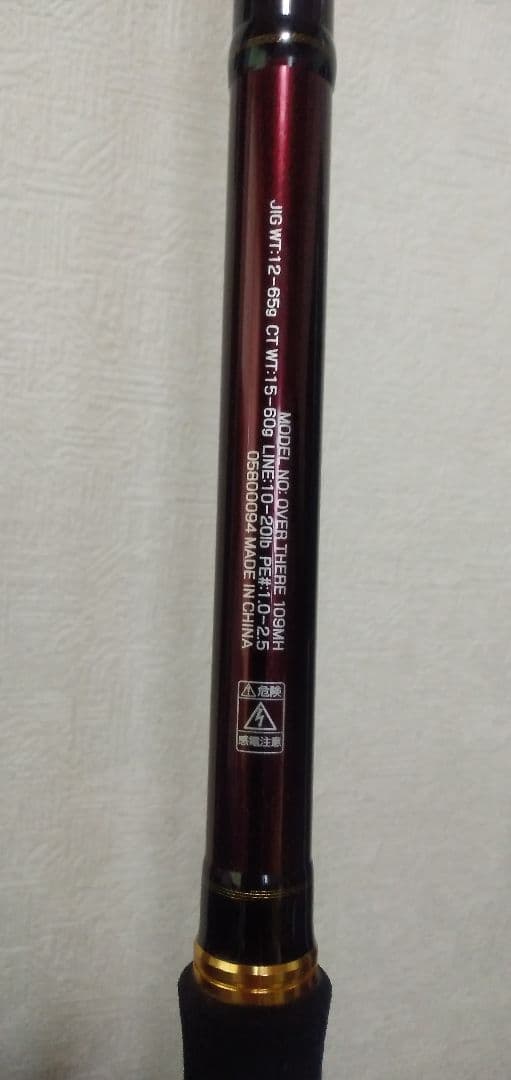 MODEL NO: OVER THERE 109MH
JIG WT:12-65g CT WT:15-60g LINE:10-20lb PE#:1.0-2.5
05800094 MADE IN CHINA
危険
感電注意